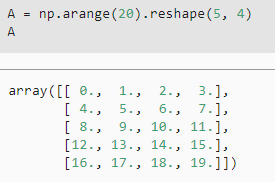 A = np.arange(20).reshape(5, 4)
A
array([[ 0.,  1.,  2.,  3.],
       [ 4.,  5.,  6.,  7.],
       [ 8.,  9., 10., 11.],
       [12., 13., 14., 15.],
       [16., 17., 18., 19.]])